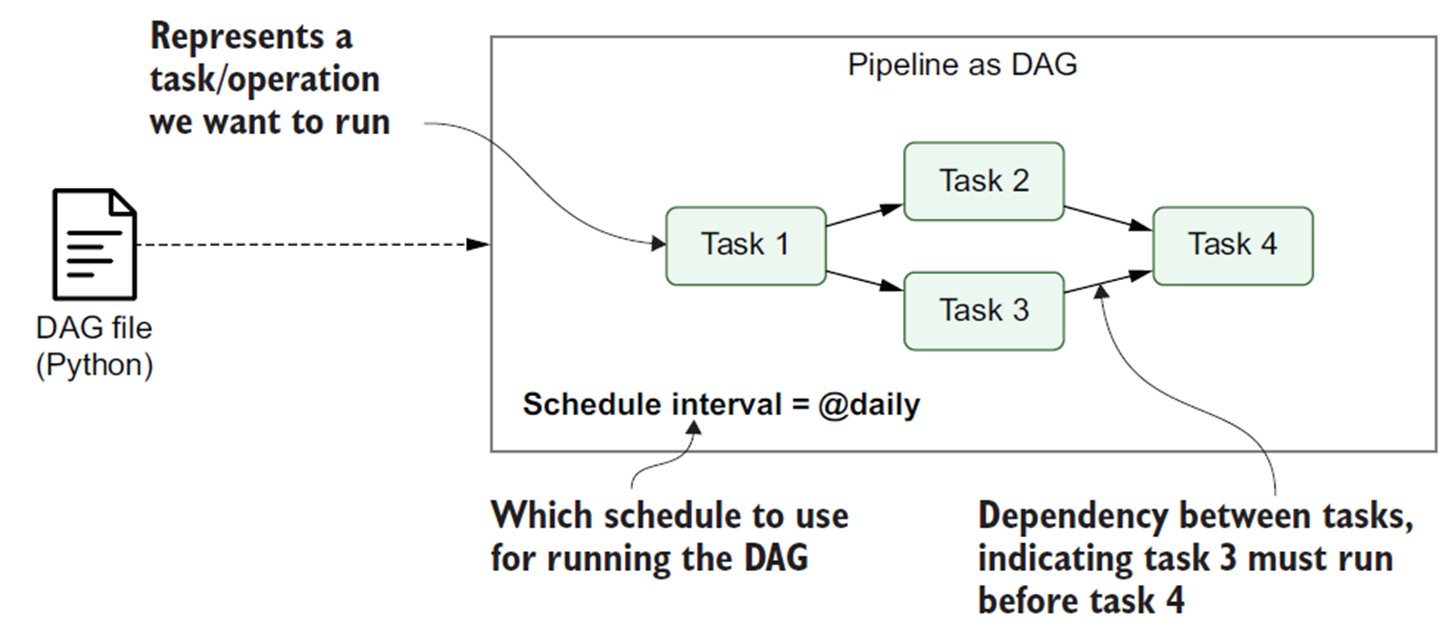 Represents a
task/operation
we want to run
Pipeline as DAG
Task 1
Task 2
Task 3
Task 4
DAG file
(Python)
Schedule interval = @daily
Which schedule to use
for running the DAG
Dependency between tasks,
indicating task 3 must run
before task 4